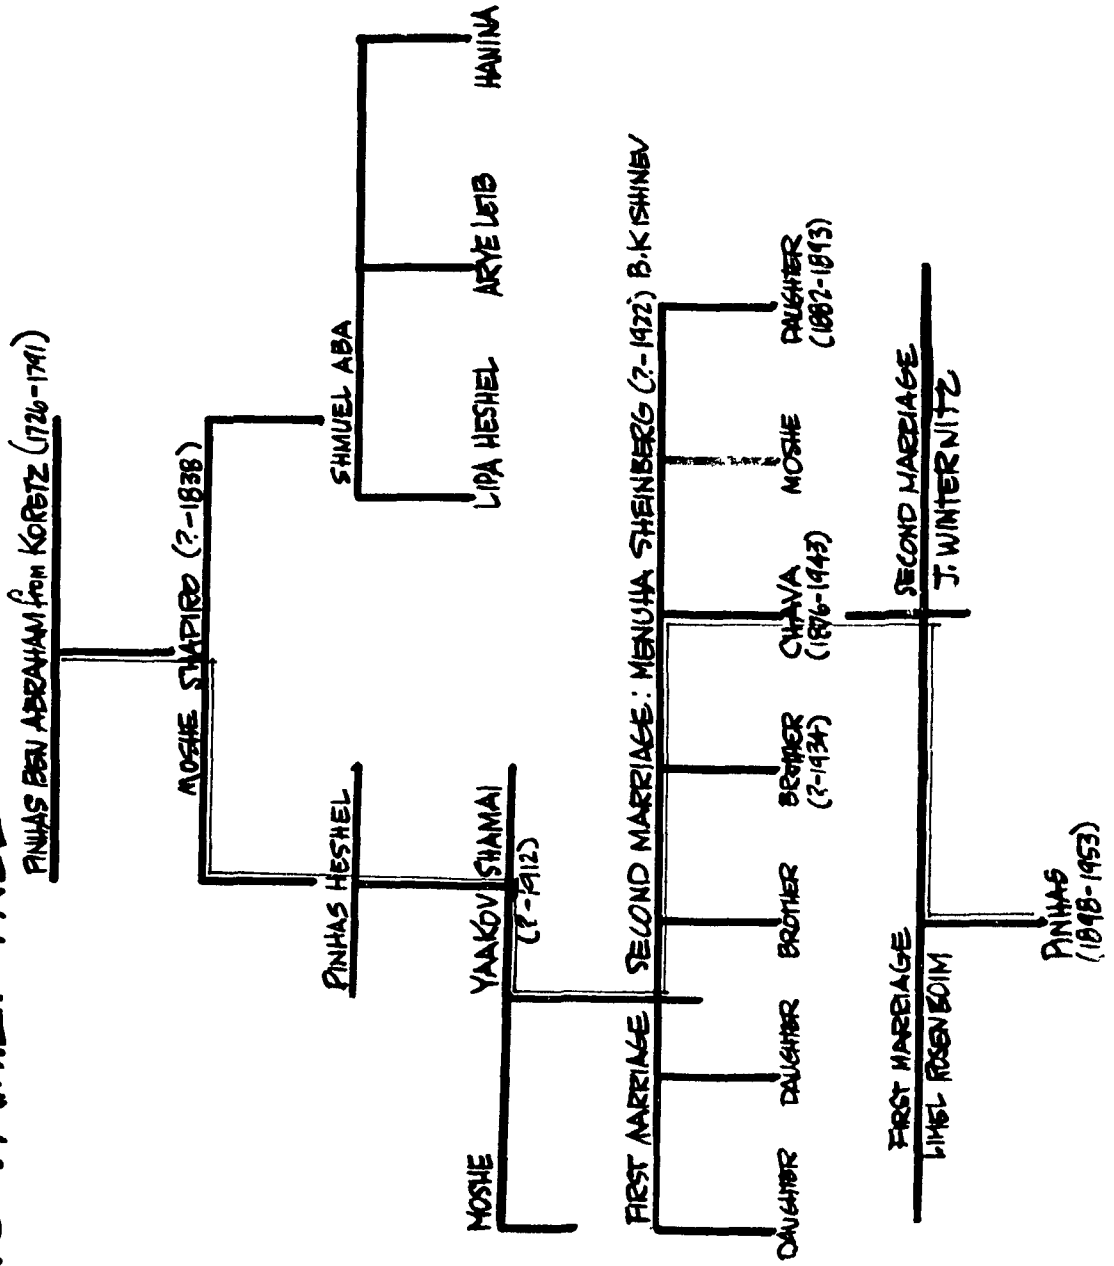 PINHAS BEN ABRAHAM from KORETZ (1726-1791)
MOSHE SHAPIRO (?-1838)
PINHAS HESHEL
SHMUEL ABA
MOSHE
YAAKOV SHAMAI
(?-1912)
LIPA HESHEL
ARYE LEIB
HANINA
FIRST MARRIAGE
SECOND MARRIAGE: MENUHA SHEINBERG (?-1922) B. KISHINEV
DAUGHTER
DAUGHTER
BROTHER
BROTHER
(?-1934)
CHAVA
(1876-1943)
MOSHE
DAUGHTER
(1882-1893)
FIRST MARRIAGE
LIMEL ROSENBOIM
SECOND MARRIAGE
J. WINTERNITZ
PINHAS
(1898-1953)